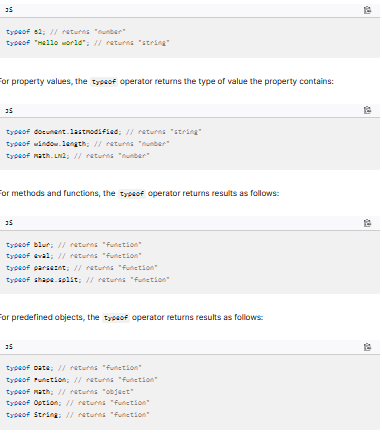 JS
typeof 62; // returns "number"
typeof "Hello world"; // returns "string"
For property values, the typeof operator returns the type of value the property contains:
JS
typeof document.lastModified; // returns "string"
typeof window.length; // returns "number"
typeof Math.LN2; // returns "number"
For methods and functions, the typeof operator returns results as follows:
JS
typeof blur; // returns "function"
typeof eval; // returns "function"
typeof parseInt; // returns "function"
typeof shape.split; // returns "function"
For predefined objects, the typeof operator returns results as follows:
JS
typeof Date; // returns "function"
typeof Function; // returns "function"
typeof Math; // returns "object"
typeof Option; // returns "function"
typeof String; // returns "function"